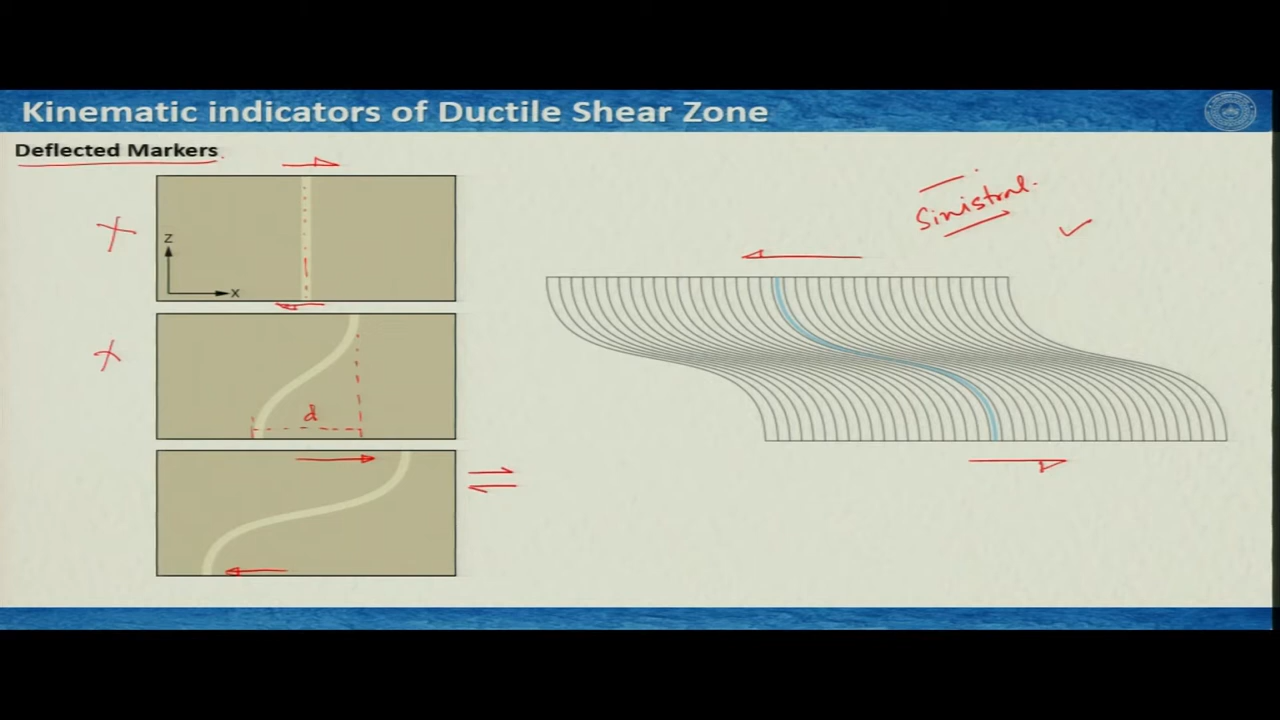 Kinematic indicators of Ductile Shear Zone
Deflected Markers
Sinistral.
Z
X
d